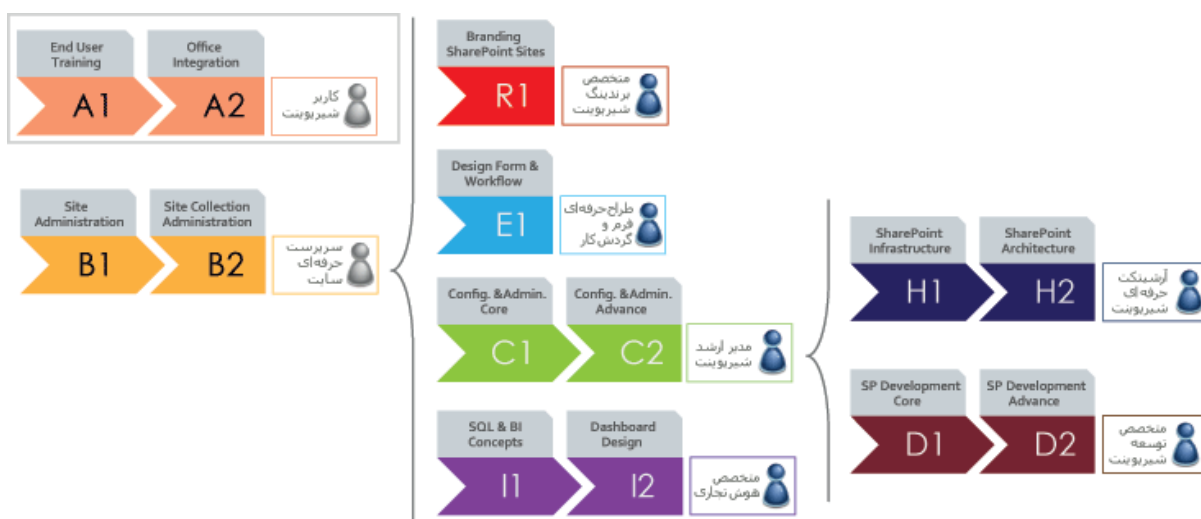 End User
Training
A1
Office
Integration
A2
کاربر
شیرپوینت
Site
Administration
B1
Site Collection
Administration
B2
سرپرست
حرفه‌ای
سایت
Branding
SharePoint Sites
R1
متخصص
برندینگ
شیرپوینت
Design Form &
Workflow
E1
طراح حرفه‌ای
فرم و
گردش کار
Config. &Admin.
Core
C1
Config. &Admin.
Advance
C2
مدیر ارشد
شیرپوینت
SQL & BI
Concepts
I1
Dashboard
Design
I2
متخصص
هوش تجاری
SharePoint
Infrastructure
H1
SharePoint
Architecture
H2
آرشیتکت
حرفه ای
شیرپوینت
SP Development
Core
D1
SP Development
Advance
D2
متخصص
توسعه
شیرپوینت